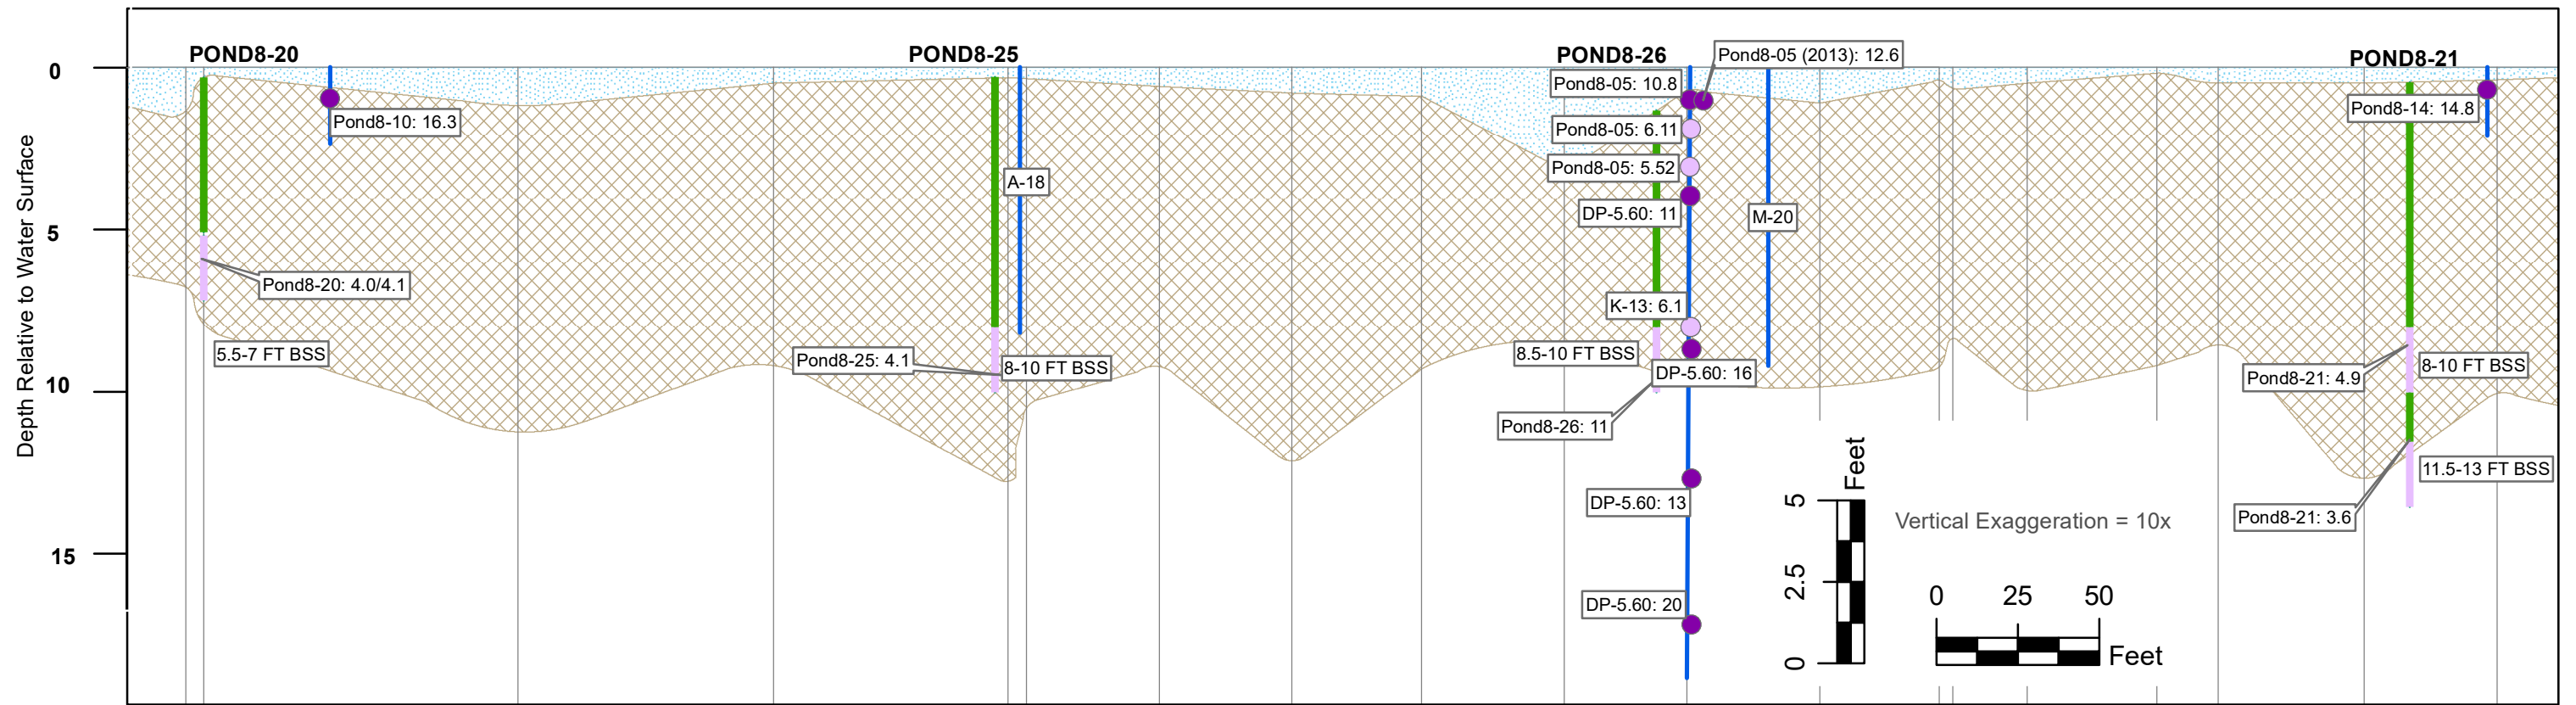 POND8-20
POND8-25
POND8-26
Pond8-05 (2013): 12.6
POND8-21
0
Pond8-05: 10.8
Pond8-10: 16.3
Pond8-14: 14.8
Pond8-05: 6.11
Pond8-05: 5.52
A-18
DP-5.60: 11
M-20
Depth Relative to Water Surface
5
Pond8-20: 4.0/4.1
K-13: 6.1
5.5-7 FT BSS
Pond8-25: 4.1
8-10 FT BSS
8.5-10 FT BSS
DP-5.60: 16
8-10 FT BSS
Pond8-21: 4.9
10
Pond8-26: 11
11.5-13 FT BSS
DP-5.60: 13
Pond8-21: 3.6
Feet
5
2.5
0
Vertical Exaggeration = 10x
15
DP-5.60: 20
0 25 50
Feet